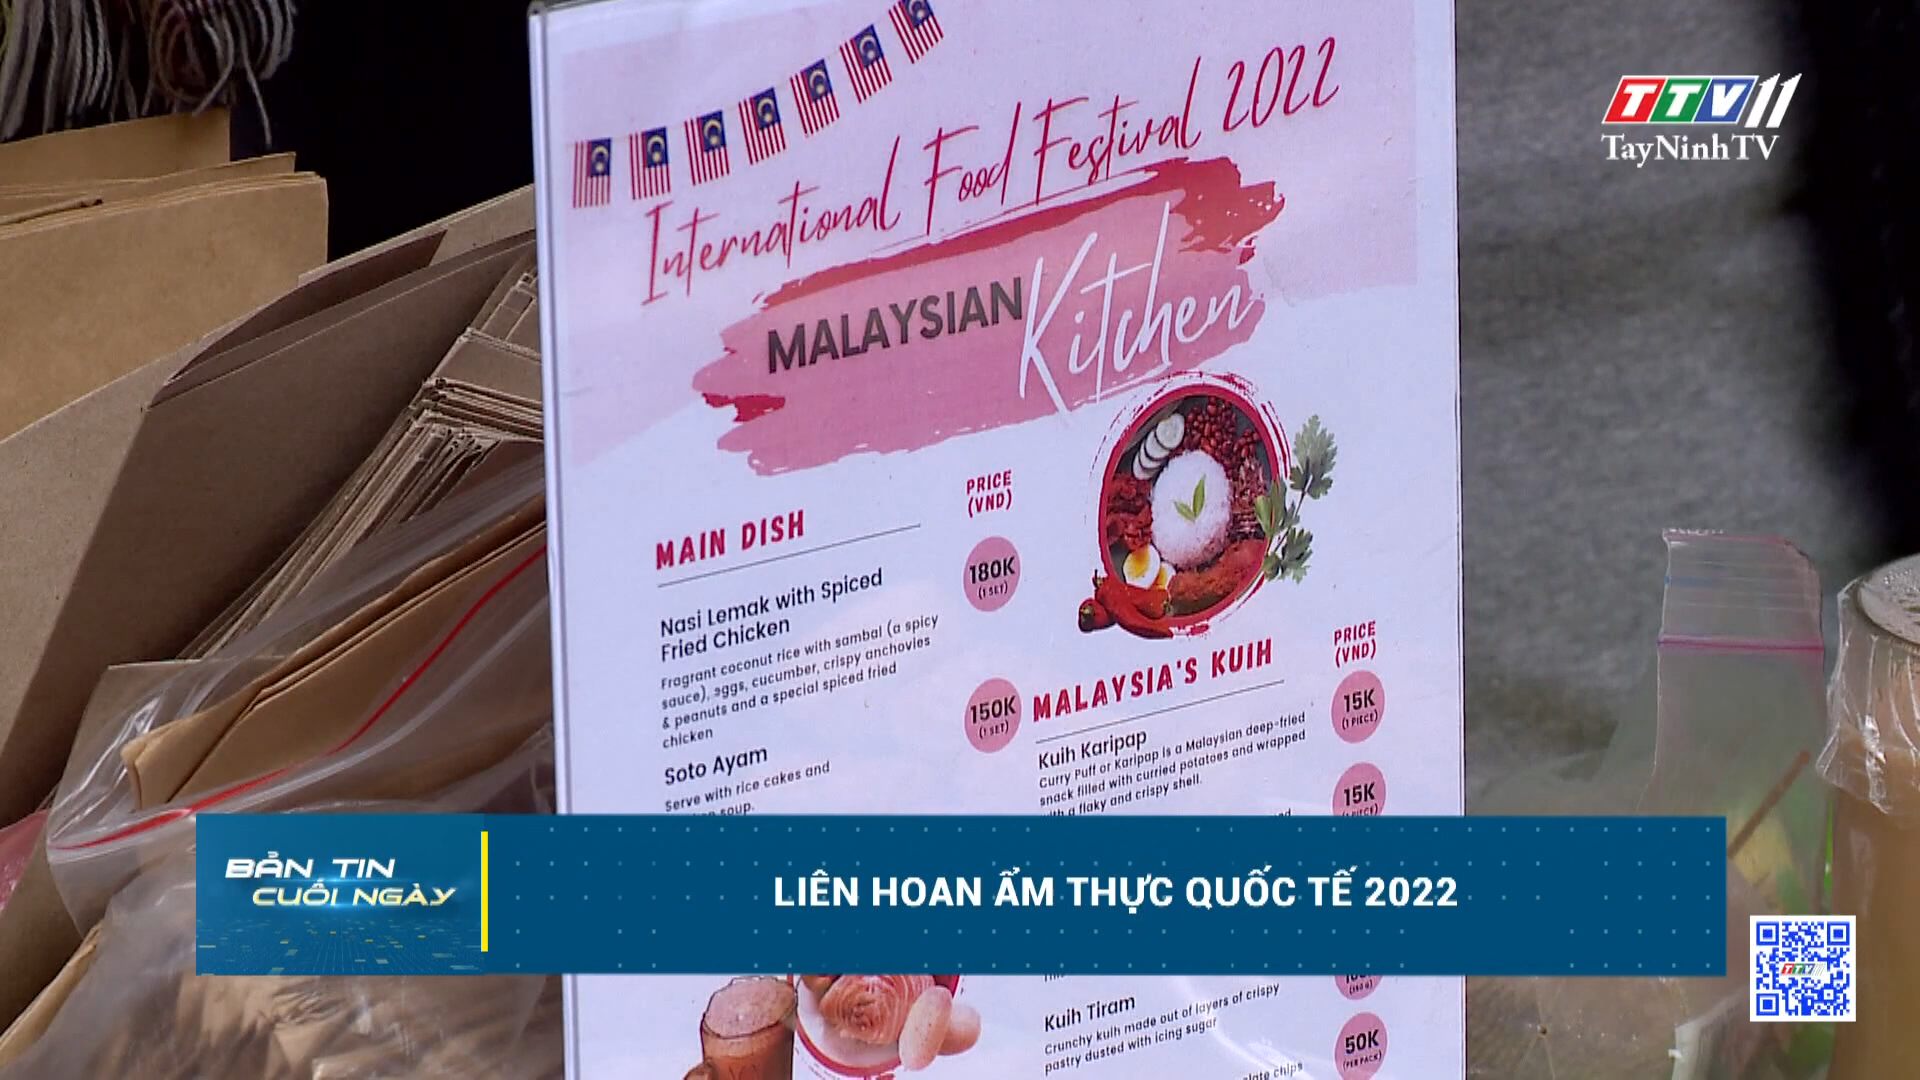 International Food Festival 2022
MALAYSIAN Kitchen
TTV11
TayNinhTV
PRICE
(VND)
MAIN DISH
180K
(1 SET)
Nasi Lemak with Spiced
Fried Chicken
Fragrant coconut rice with sambal (a spicy
sauce), eggs, cucumber, crispy anchovies
& peanuts and a special spiced fried
chicken
150K
(1 SET)
Soto Ayam
Serve with rice cakes and
soup.
PRICE
(VND)
MALAYSIA'S KUIH
15K
(1 PIECE)
Kuih Karipap
Curry Puff or Karipap is a Malaysian deep-fried
snack filled with curried potatoes and wrapped
with a flaky and crispy shell.
15K
(1 PIECE)
BẢN TIN
CUỐI NGÀY
LIÊN HOAN ẨM THỰC QUỐC TẾ 2022
Kuih Tiram
Crunchy kuih made out of layers of crispy
pastry dusted with icing sugar
50K
(PER PACK)
chips
TTV